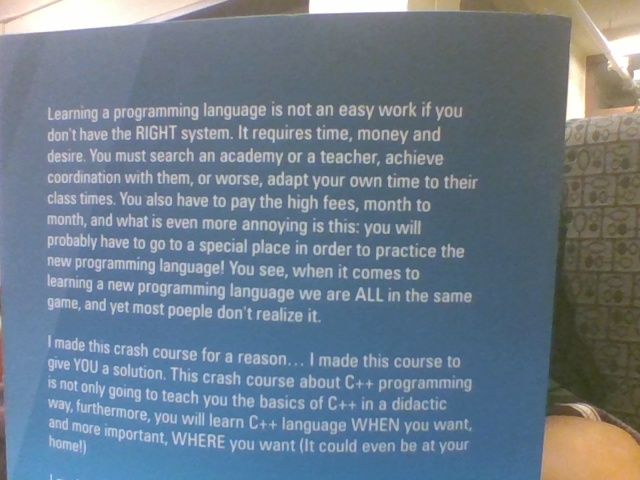 Learning a programming language is not an easy work if you
don't have the RIGHT system. It requires time, money and
desire. You must search an academy or a teacher, achieve
coordination with them, or worse, adapt your own time to their
class times. You also have to pay the high fees, month to
month, and what is even more annoying is this: you will
probably have to go to a special place in order to practice the
new programming language! You see, when it comes to
learning a new programming language we are ALL in the same
game, and yet most poeple don't realize it.
I made this crash course for a reason... I made this course to
give YOU a solution. This crash course about C++ programming
is not only going to teach you the basics of C++ in a didactic
way, furthermore, you will learn C++ language WHEN you want,
and more important, WHERE you want (It could even be at your
home!)